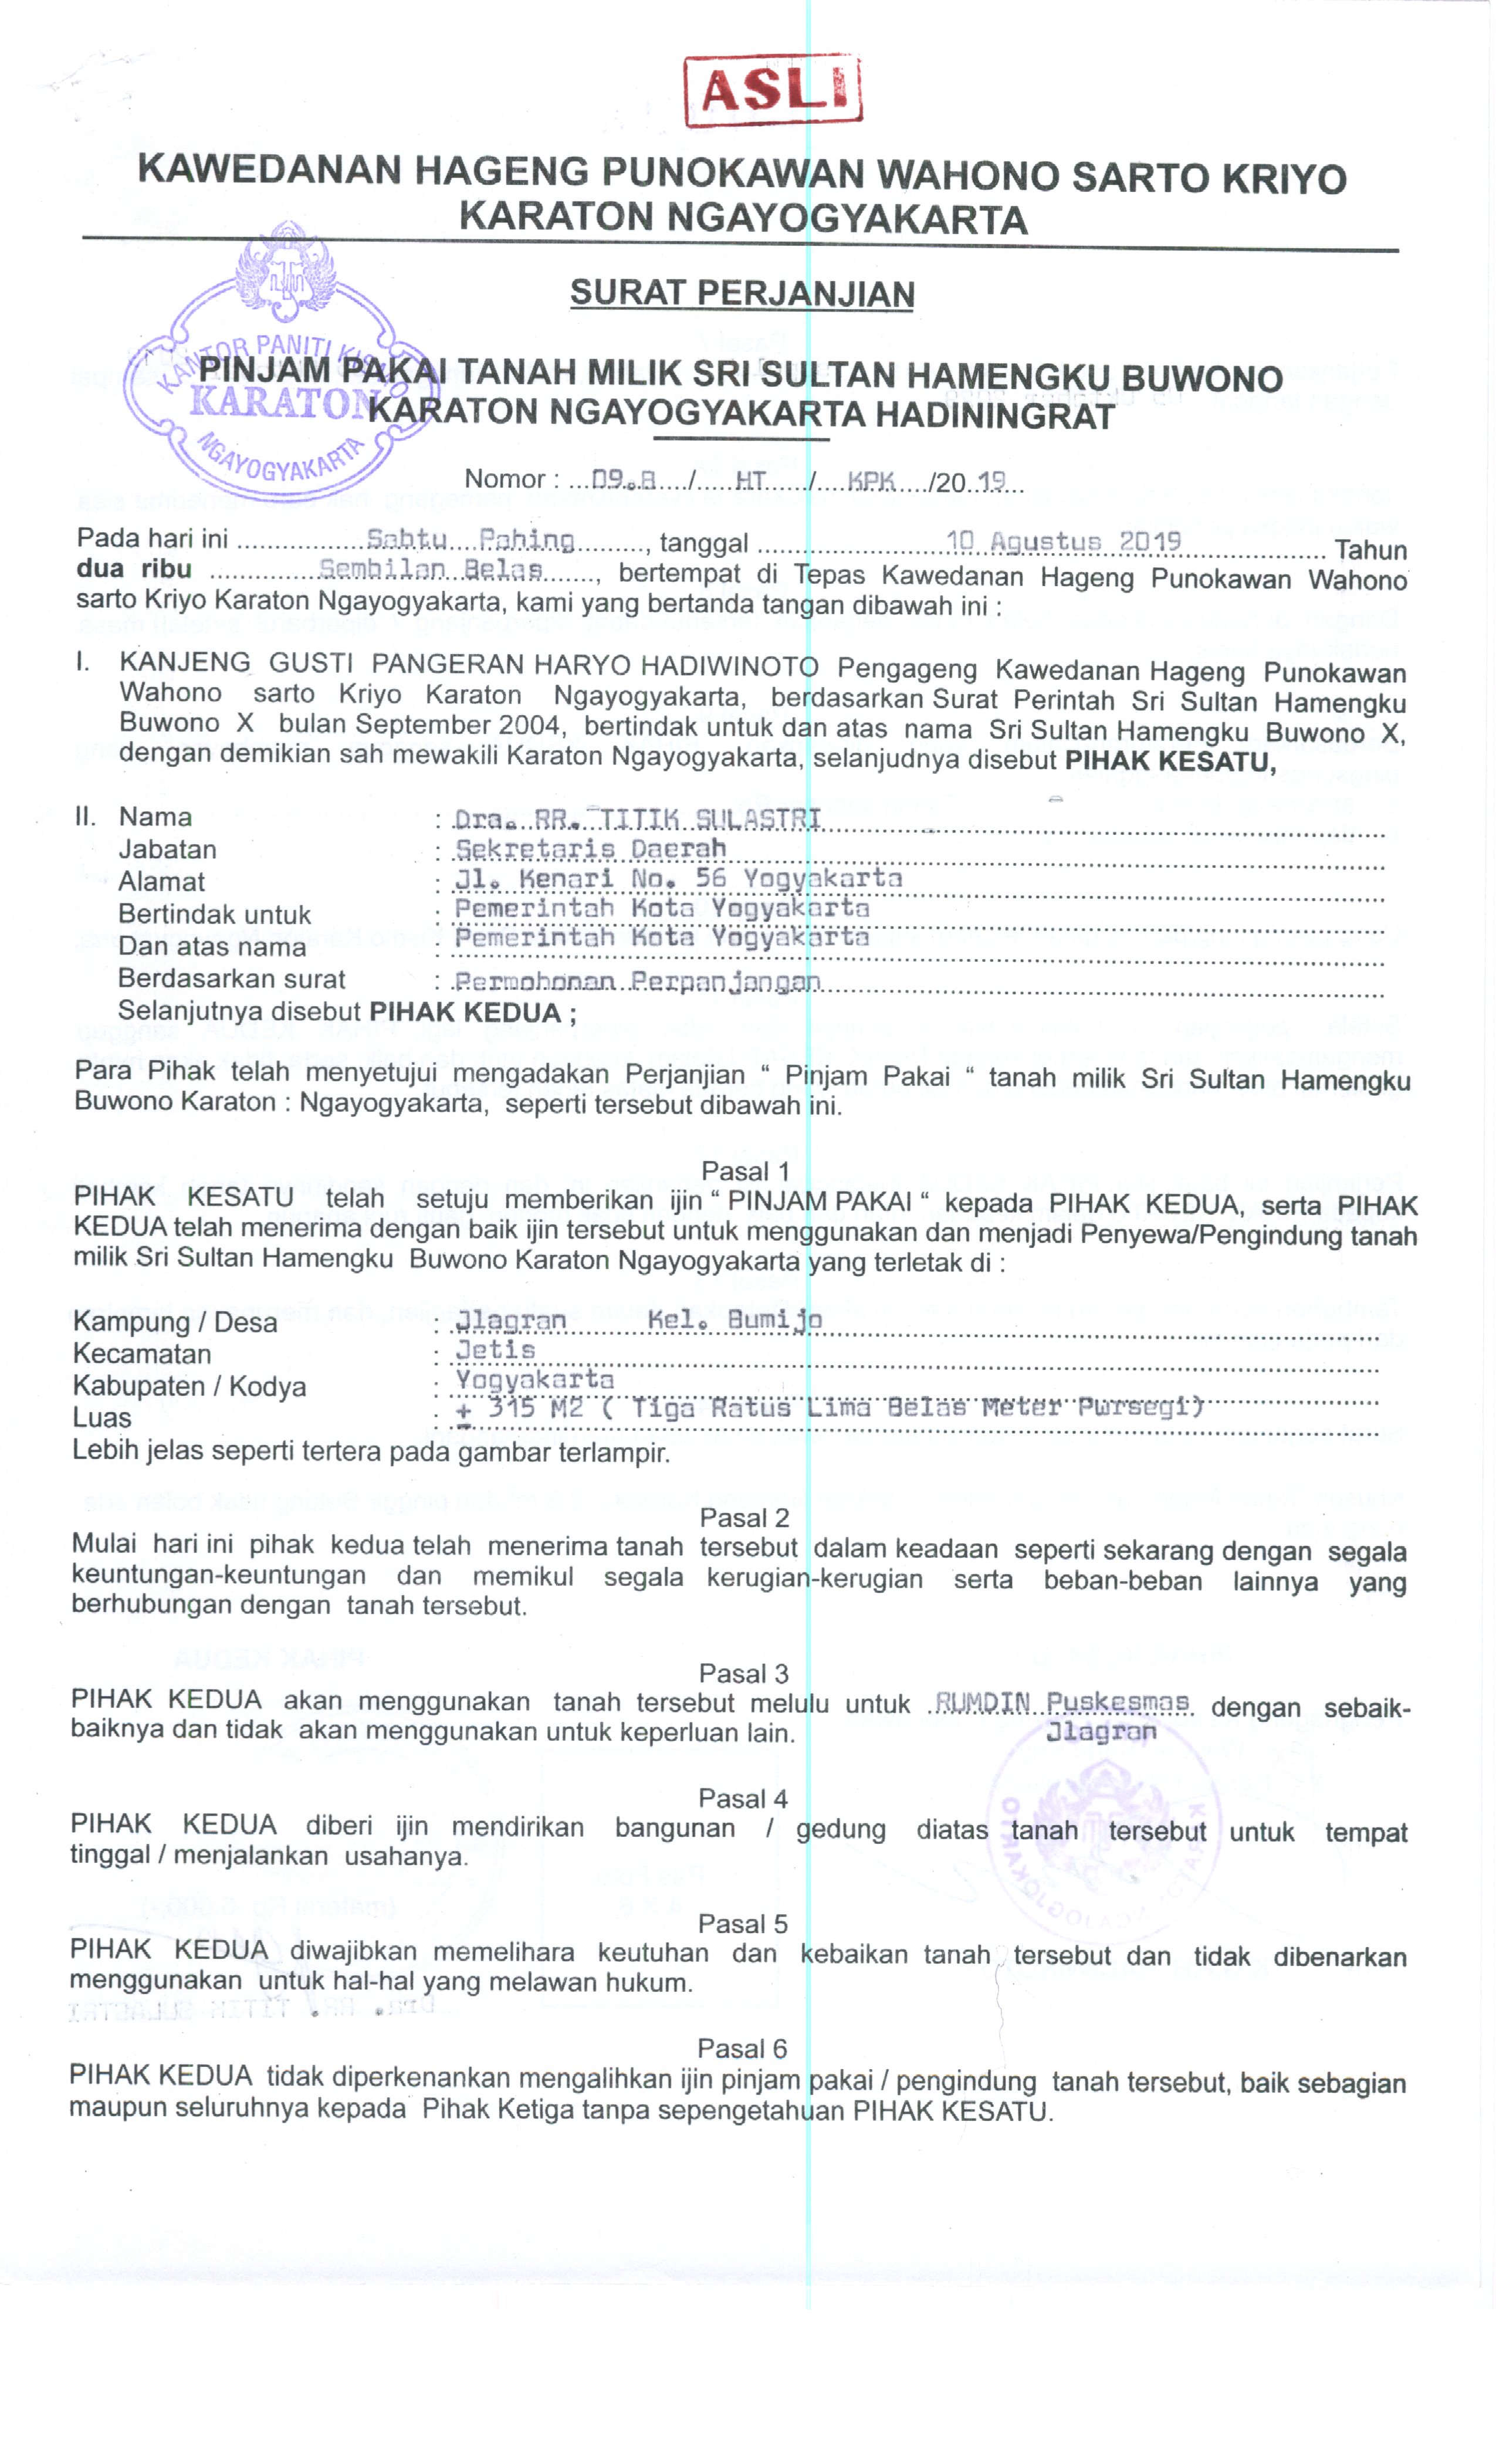 ASLI
KAWEDANAN HAGENG PUNOKAWAN WAHONO SARTO KRIYO
KARATON NGAYOGYAKARTA
SURAT PERJANJIAN
KANTOR PANITI KISMO
KARATON
NGAYOGYAKARTA
PINJAM PAKAI TANAH MILIK SRI SULTAN HAMENGKU BUWONO
KARATON NGAYOGYAKARTA HADININGRAT
Nomor : ...09.8..../.....HT...../....KPK..../20.19...
Pada hari ini .................Sabtu Pahing........., tanggal .......................10 Agustus 2019................... Tahun
dua ribu ...............Sembilan Belas......., bertempat di Tepas Kawedanan Hageng Punokawan Wahono
sarto Kriyo Karaton Ngayogyakarta, kami yang bertanda tangan dibawah ini :
I. KANJENG GUSTI PANGERAN HARYO HADIWINOTO Pengageng Kawedanan Hageng Punokawan
Wahono sarto Kriyo Karaton Ngayogyakarta, berdasarkan Surat Perintah Sri Sultan Hamengku
Buwono X bulan September 2004, bertindak untuk dan atas nama Sri Sultan Hamengku Buwono X,
dengan demikian sah mewakili Karaton Ngayogyakarta, selanjudnya disebut PIHAK KESATU,
II. Nama : Dra. RR. TITIK SULASTRI
Jabatan : Sekretaris Daerah
Alamat : Jl. Kenari No. 56 Yogyakarta
Bertindak untuk : Pemerintah Kota Yogyakarta
Dan atas nama : Pemerintah Kota Yogyakarta
Berdasarkan surat : Permohonan Perpanjangan
Selanjutnya disebut PIHAK KEDUA ;
Para Pihak telah menyetujui mengadakan Perjanjian “ Pinjam Pakai “ tanah milik Sri Sultan Hamengku
Buwono Karaton : Ngayogyakarta, seperti tersebut dibawah ini.
Pasal 1
PIHAK KESATU telah setuju memberikan ijin “ PINJAM PAKAI “ kepada PIHAK KEDUA, serta PIHAK
KEDUA telah menerima dengan baik ijin tersebut untuk menggunakan dan menjadi Penyewa/Pengindung tanah
milik Sri Sultan Hamengku Buwono Karaton Ngayogyakarta yang terletak di :
Kampung / Desa : Jlagran Kel. Bumijo
Kecamatan : Jetis
Kabupaten / Kodya : Yogyakarta
Luas : ± 315 M2 ( Tiga Ratus Lima Belas Meter Pursegi)
Lebih jelas seperti tertera pada gambar terlampir.
Pasal 2
Mulai hari ini pihak kedua telah menerima tanah tersebut dalam keadaan seperti sekarang dengan segala
keuntungan-keuntungan dan memikul segala kerugian-kerugian serta beban-beban lainnya yang
berhubungan dengan tanah tersebut.
Pasal 3
PIHAK KEDUA akan menggunakan tanah tersebut melulu untuk RUMDIN Puskesmas dengan sebaik-
baiknya dan tidak akan menggunakan untuk keperluan lain. Jlagran
Pasal 4
PIHAK KEDUA diberi ijin mendirikan bangunan / gedung diatas tanah tersebut untuk tempat
tinggal / menjalankan usahanya.
Pasal 5
PIHAK KEDUA diwajibkan memelihara keutuhan dan kebaikan tanah tersebut dan tidak dibenarkan
menggunakan untuk hal-hal yang melawan hukum.
Pasal 6
PIHAK KEDUA tidak diperkenankan mengalihkan ijin pinjam pakai / pengindung tanah tersebut, baik sebagian
maupun seluruhnya kepada Pihak Ketiga tanpa sepengetahuan PIHAK KESATU.